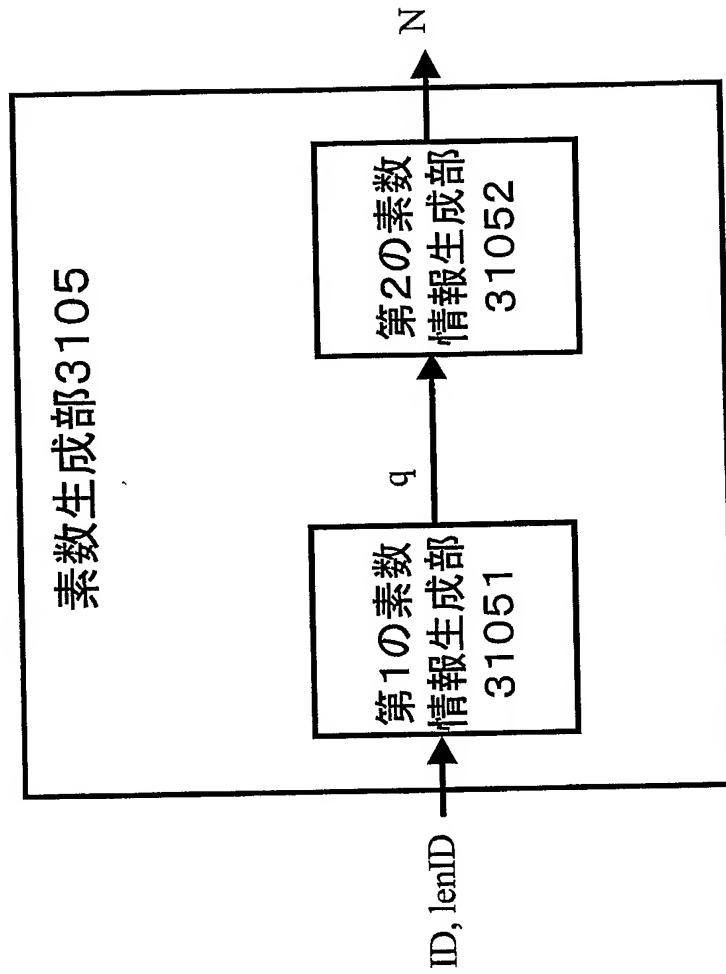 素数生成部3105
ID, lenID
第1の素数
情報生成部
31051
q
第2の素数
情報生成部
31052
N